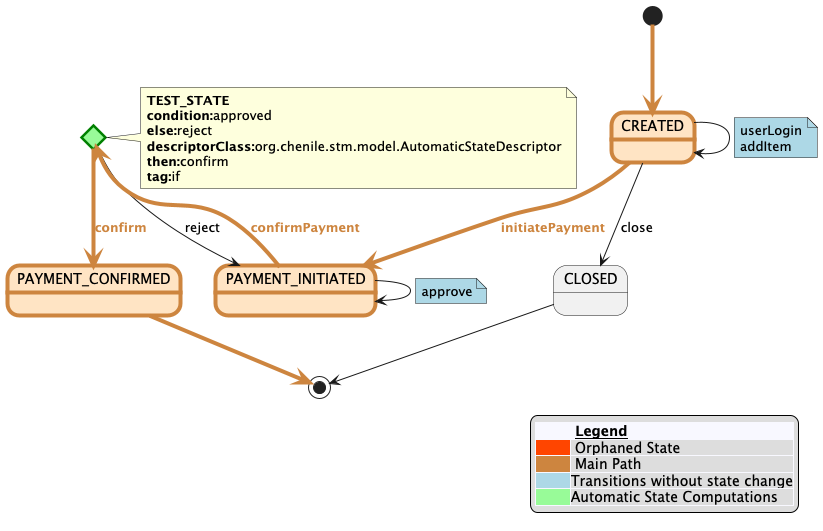 TEST_STATE
condition:approved
else:reject
descriptorClass:org.chenile.stm.model.AutomaticStateDescriptor
then:confirm
tag:if
CREATED
userLogin
addItem
confirm
reject
confirmPayment
initiatePayment
close
PAYMENT_CONFIRMED
PAYMENT_INITIATED
approve
CLOSED
Legend
Orphaned State
Main Path
Transitions without state change
Automatic State Computations